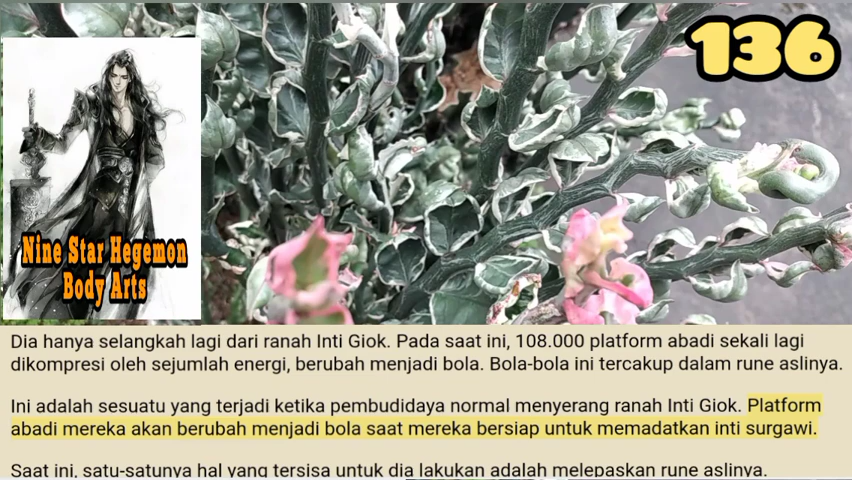 136
Nine Star Hegemon
Body Arts
Dia hanya selangkah lagi dari ranah Inti Giok. Pada saat ini, 108.000 platform abadi sekali lagi
dikompresi oleh sejumlah energi, berubah menjadi bola. Bola-bola ini tercakup dalam rune aslinya.
Ini adalah sesuatu yang terjadi ketika pembudidaya normal menyerang ranah Inti Giok. Platform
abadi mereka akan berubah menjadi bola saat mereka bersiap untuk memadatkan inti surgawi.
Saat ini, satu-satunya hal yang tersisa untuk dia lakukan adalah melepaskan rune aslinya.